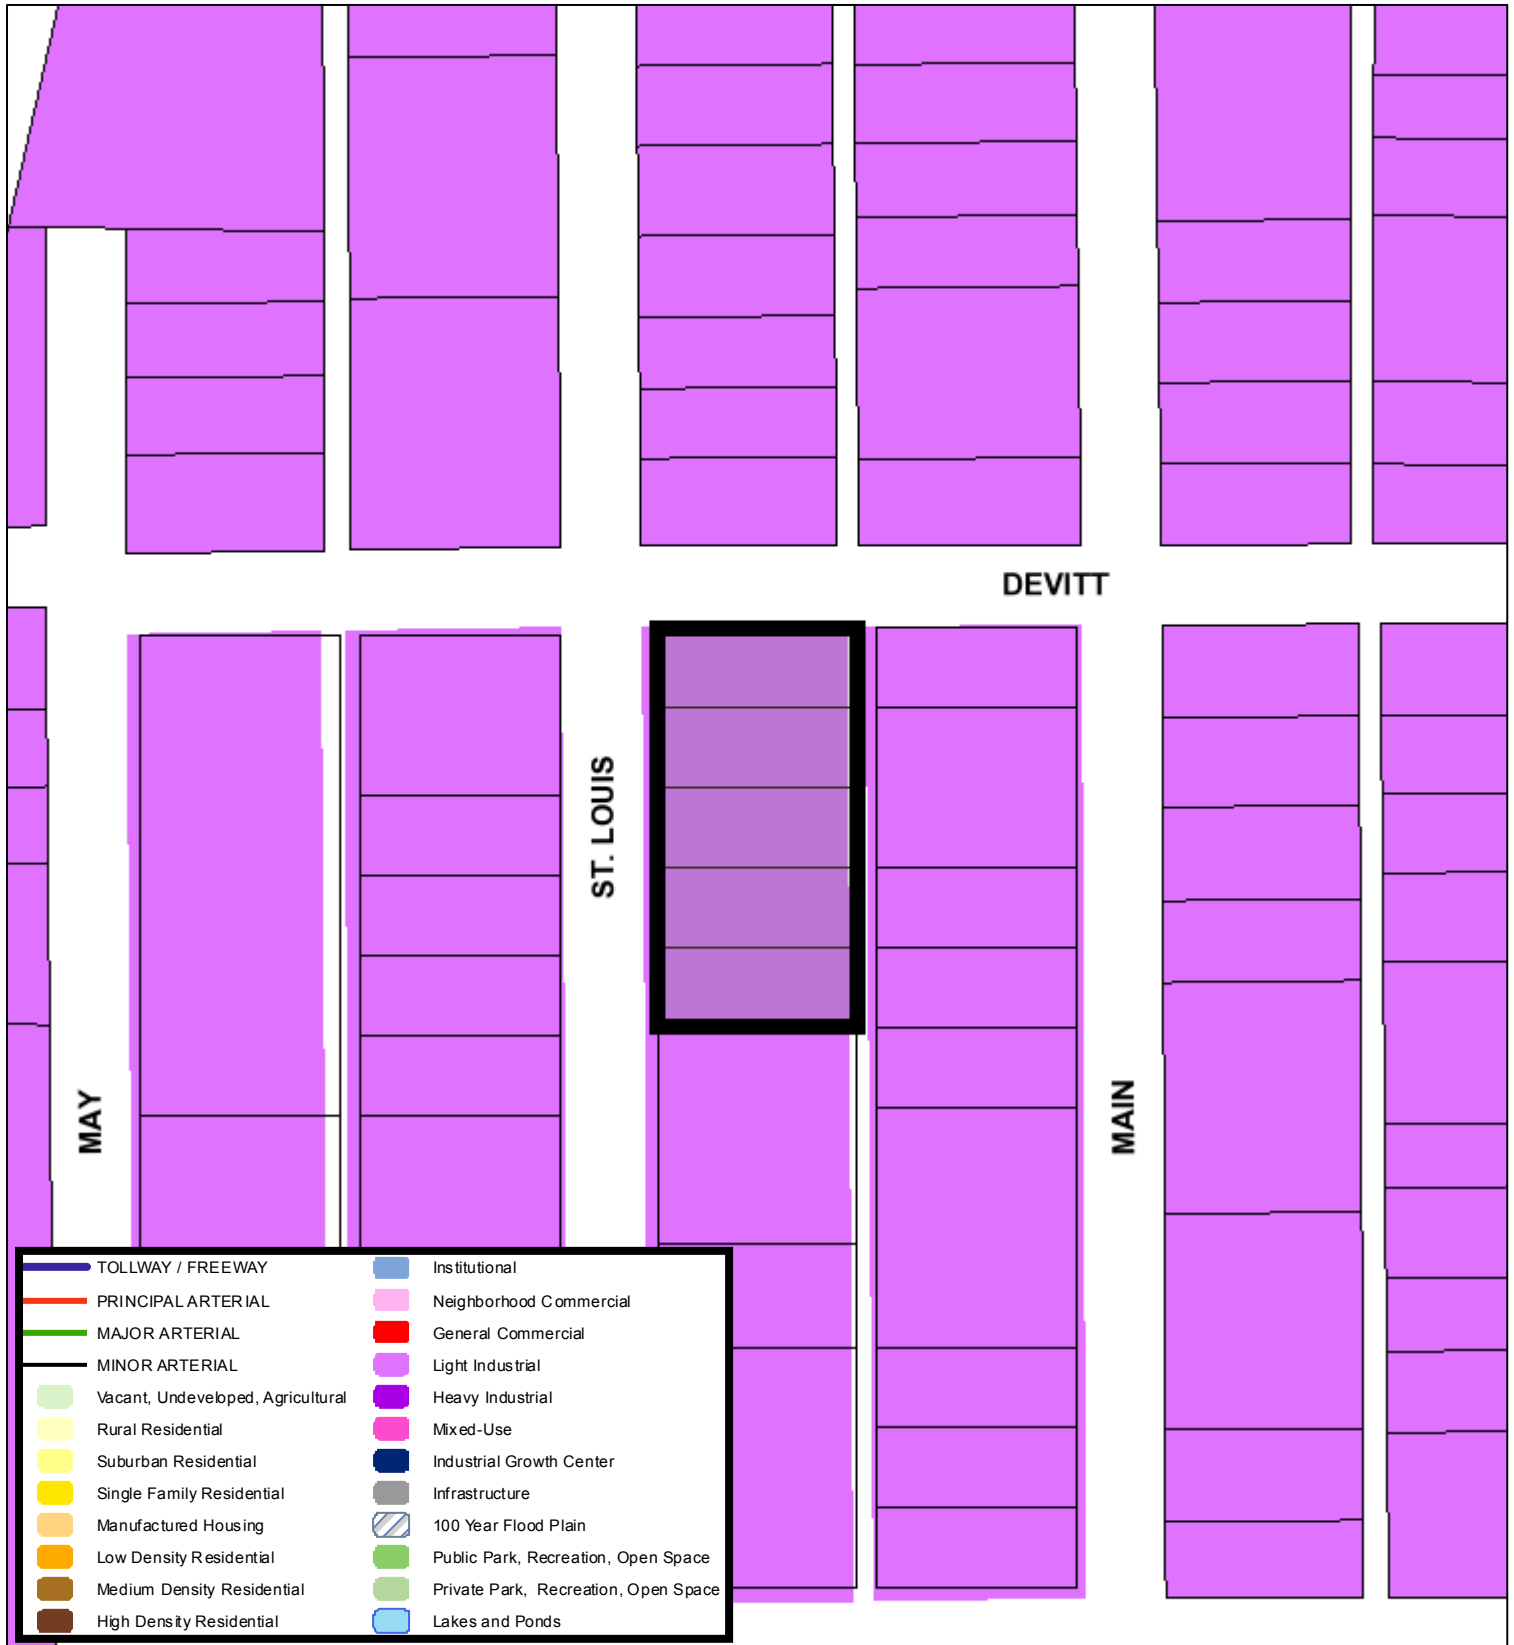 DEVITT
ST. LOUIS
MAY
MAIN
TOLLWAY / FREEWAY
PRINCIPAL ARTERIAL
MAJOR ARTERIAL
MINOR ARTERIAL
Vacant, Undeveloped, Agricultural
Rural Residential
Suburban Residential
Single Family Residential
Manufactured Housing
Low Density Residential
Medium Density Residential
High Density Residential
Institutional
Neighborhood Commercial
General Commercial
Light Industrial
Heavy Industrial
Mixed-Use
Industrial Growth Center
Infrastructure
100 Year Flood Plain
Public Park, Recreation, Open Space
Private Park, Recreation, Open Space
Lakes and Ponds